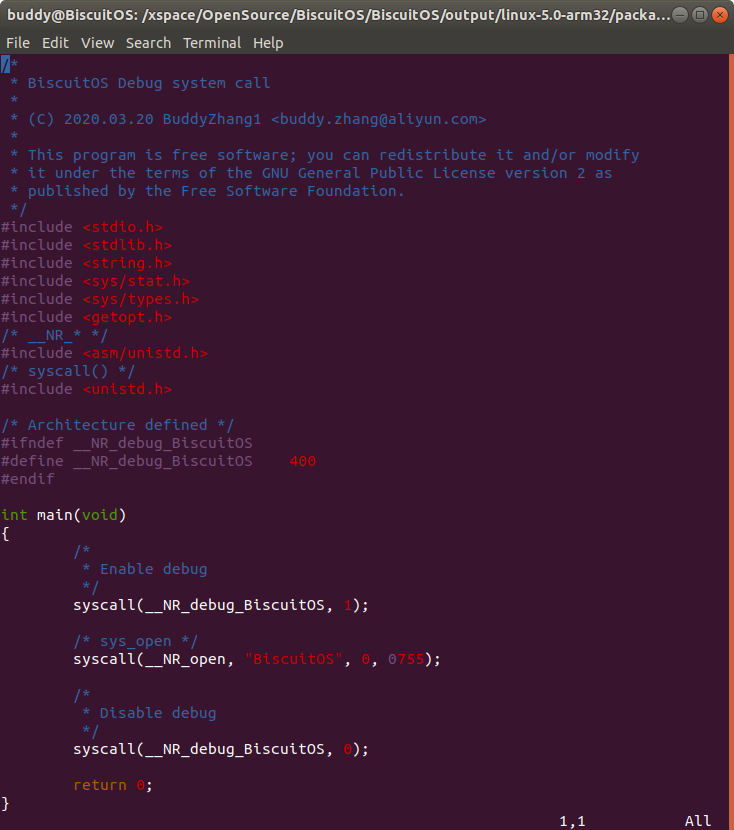 buddy@BiscuitOS: /xspace/OpenSource/BiscuitOS/BiscuitOS/output/linux-5.0-arm32/packa...
File Edit View Search Terminal Help
/*
 * BiscuitOS Debug system call
 *
 * (C) 2020.03.20 BuddyZhang1 <buddy.zhang@aliyun.com>
 *
 * This program is free software; you can redistribute it and/or modify
 * it under the terms of the GNU General Public License version 2 as
 * published by the Free Software Foundation.
 */
#include <stdio.h>
#include <stdlib.h>
#include <string.h>
#include <sys/stat.h>
#include <sys/types.h>
#include <getopt.h>
/* __NR_* */
#include <asm/unistd.h>
/* syscall() */
#include <unistd.h>

/* Architecture defined */
#ifndef __NR_debug_BiscuitOS
#define __NR_debug_BiscuitOS    400
#endif

int main(void)
{
        /*
         * Enable debug
         */
        syscall(__NR_debug_BiscuitOS, 1);

        /* sys_open */
        syscall(__NR_open, "BiscuitOS", 0, 0755);

        /*
         * Disable debug
         */
        syscall(__NR_debug_BiscuitOS, 0);

        return 0;
}
1,1 All